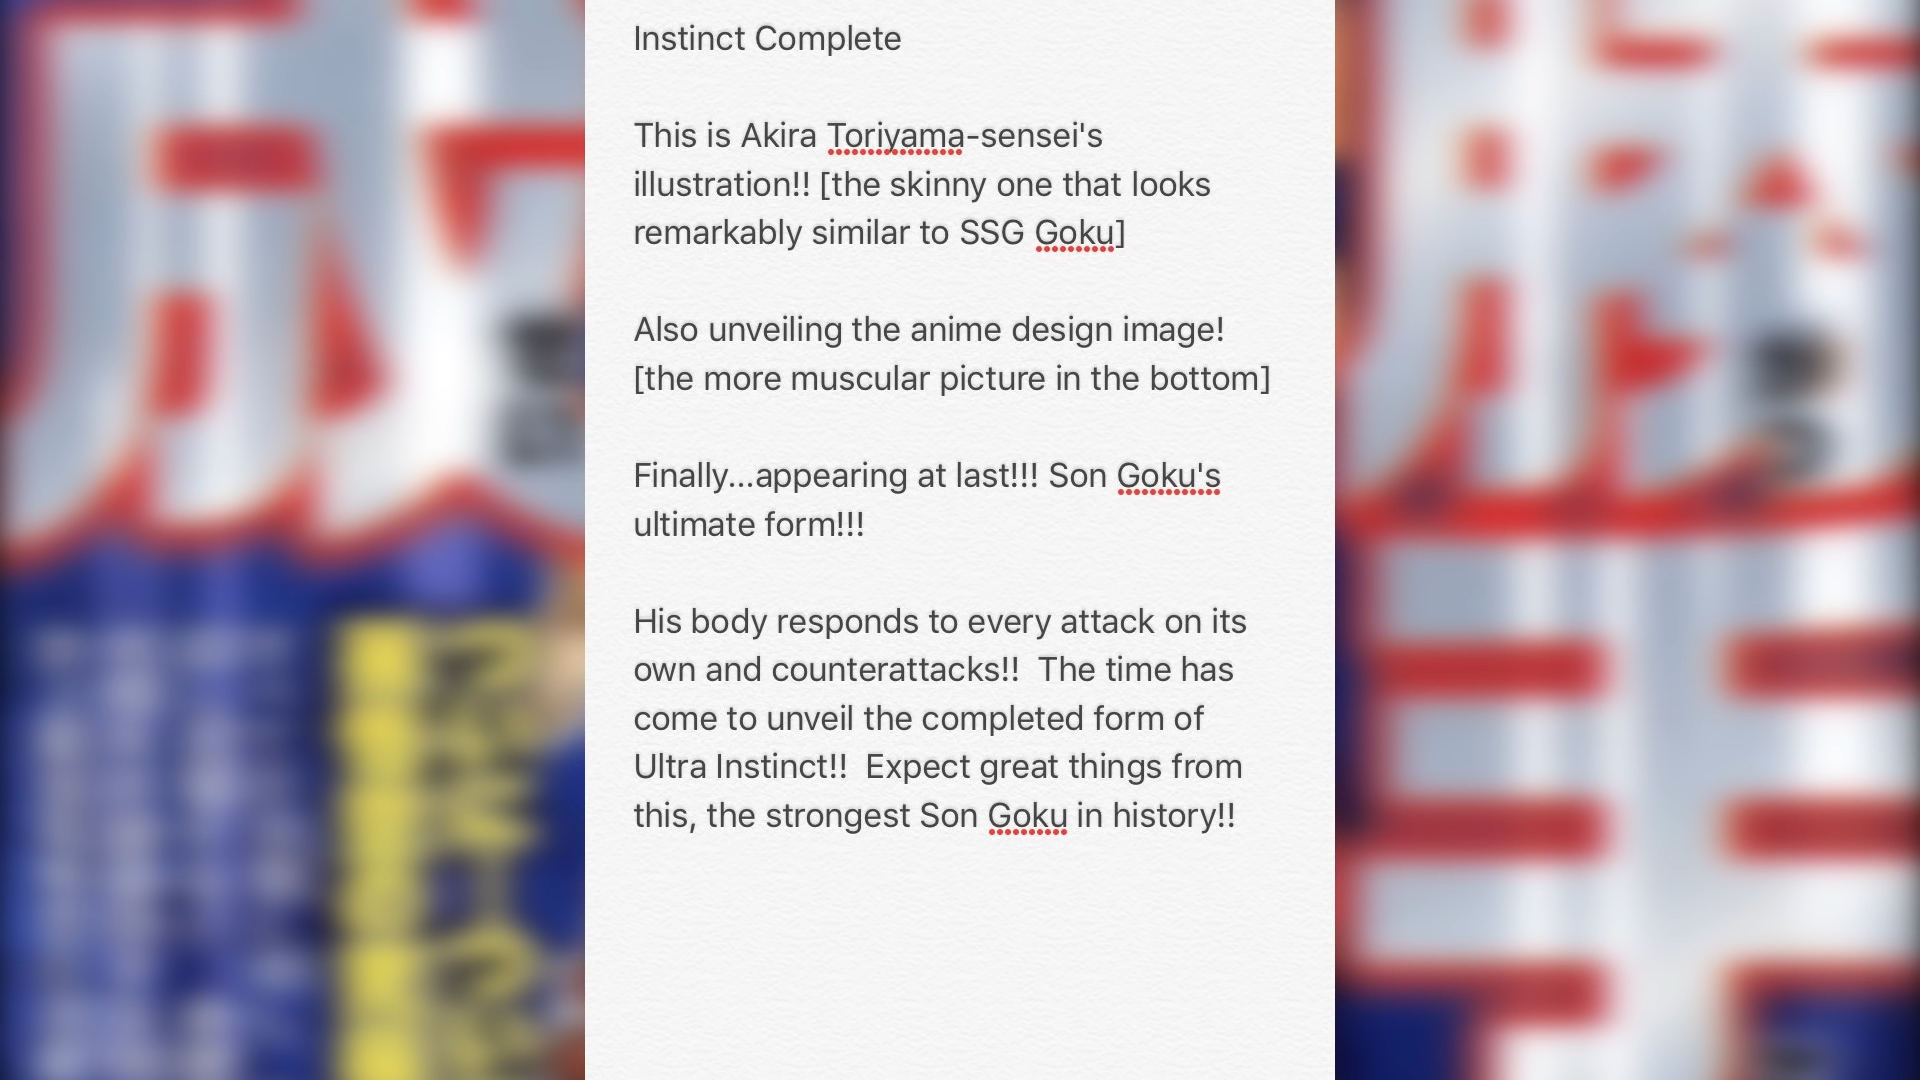 Instinct Complete
This is Akira Toriyama-sensei's
illustration!! [the skinny one that looks
remarkably similar to SSG Goku]
Also unveiling the anime design image!
[the more muscular picture in the bottom]
Finally...appearing at last!!! Son Goku's
ultimate form!!!
His body responds to every attack on its
own and counterattacks!!  The time has
come to unveil the completed form of
Ultra Instinct!!  Expect great things from
this, the strongest Son Goku in history!!